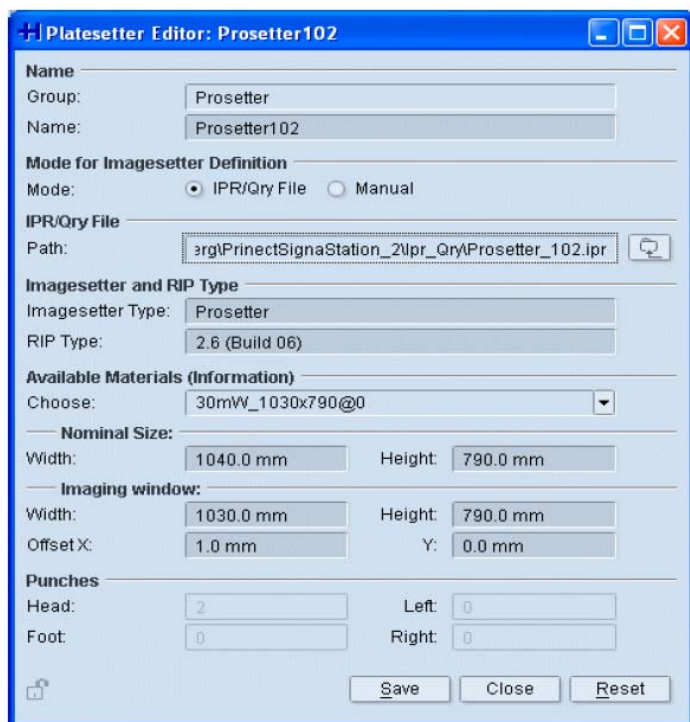 Platesetter Editor: Prosetter102
Name
Group: Prosetter
Name: Prosetter102
Mode for Imagesetter Definition
Mode: IPR/Qry File Manual
IPR/Qry File
Path: erg\PrinectSignaStation_2\Ipr_Qry\Prosetter_102.ipr
Imagesetter and RIP Type
Imagesetter Type: Prosetter
RIP Type: 2.6 (Build 06)
Available Materials (Information)
Choose: 30mW_1030x790@0
Nominal Size:
Width: 1040.0 mm Height: 790.0 mm
Imaging window:
Width: 1030.0 mm Height: 790.0 mm
Offset X: 1.0 mm Y: 0.0 mm
Punches
Head: 2 Left: 0
Foot: 0 Right: 0
Save Close Reset